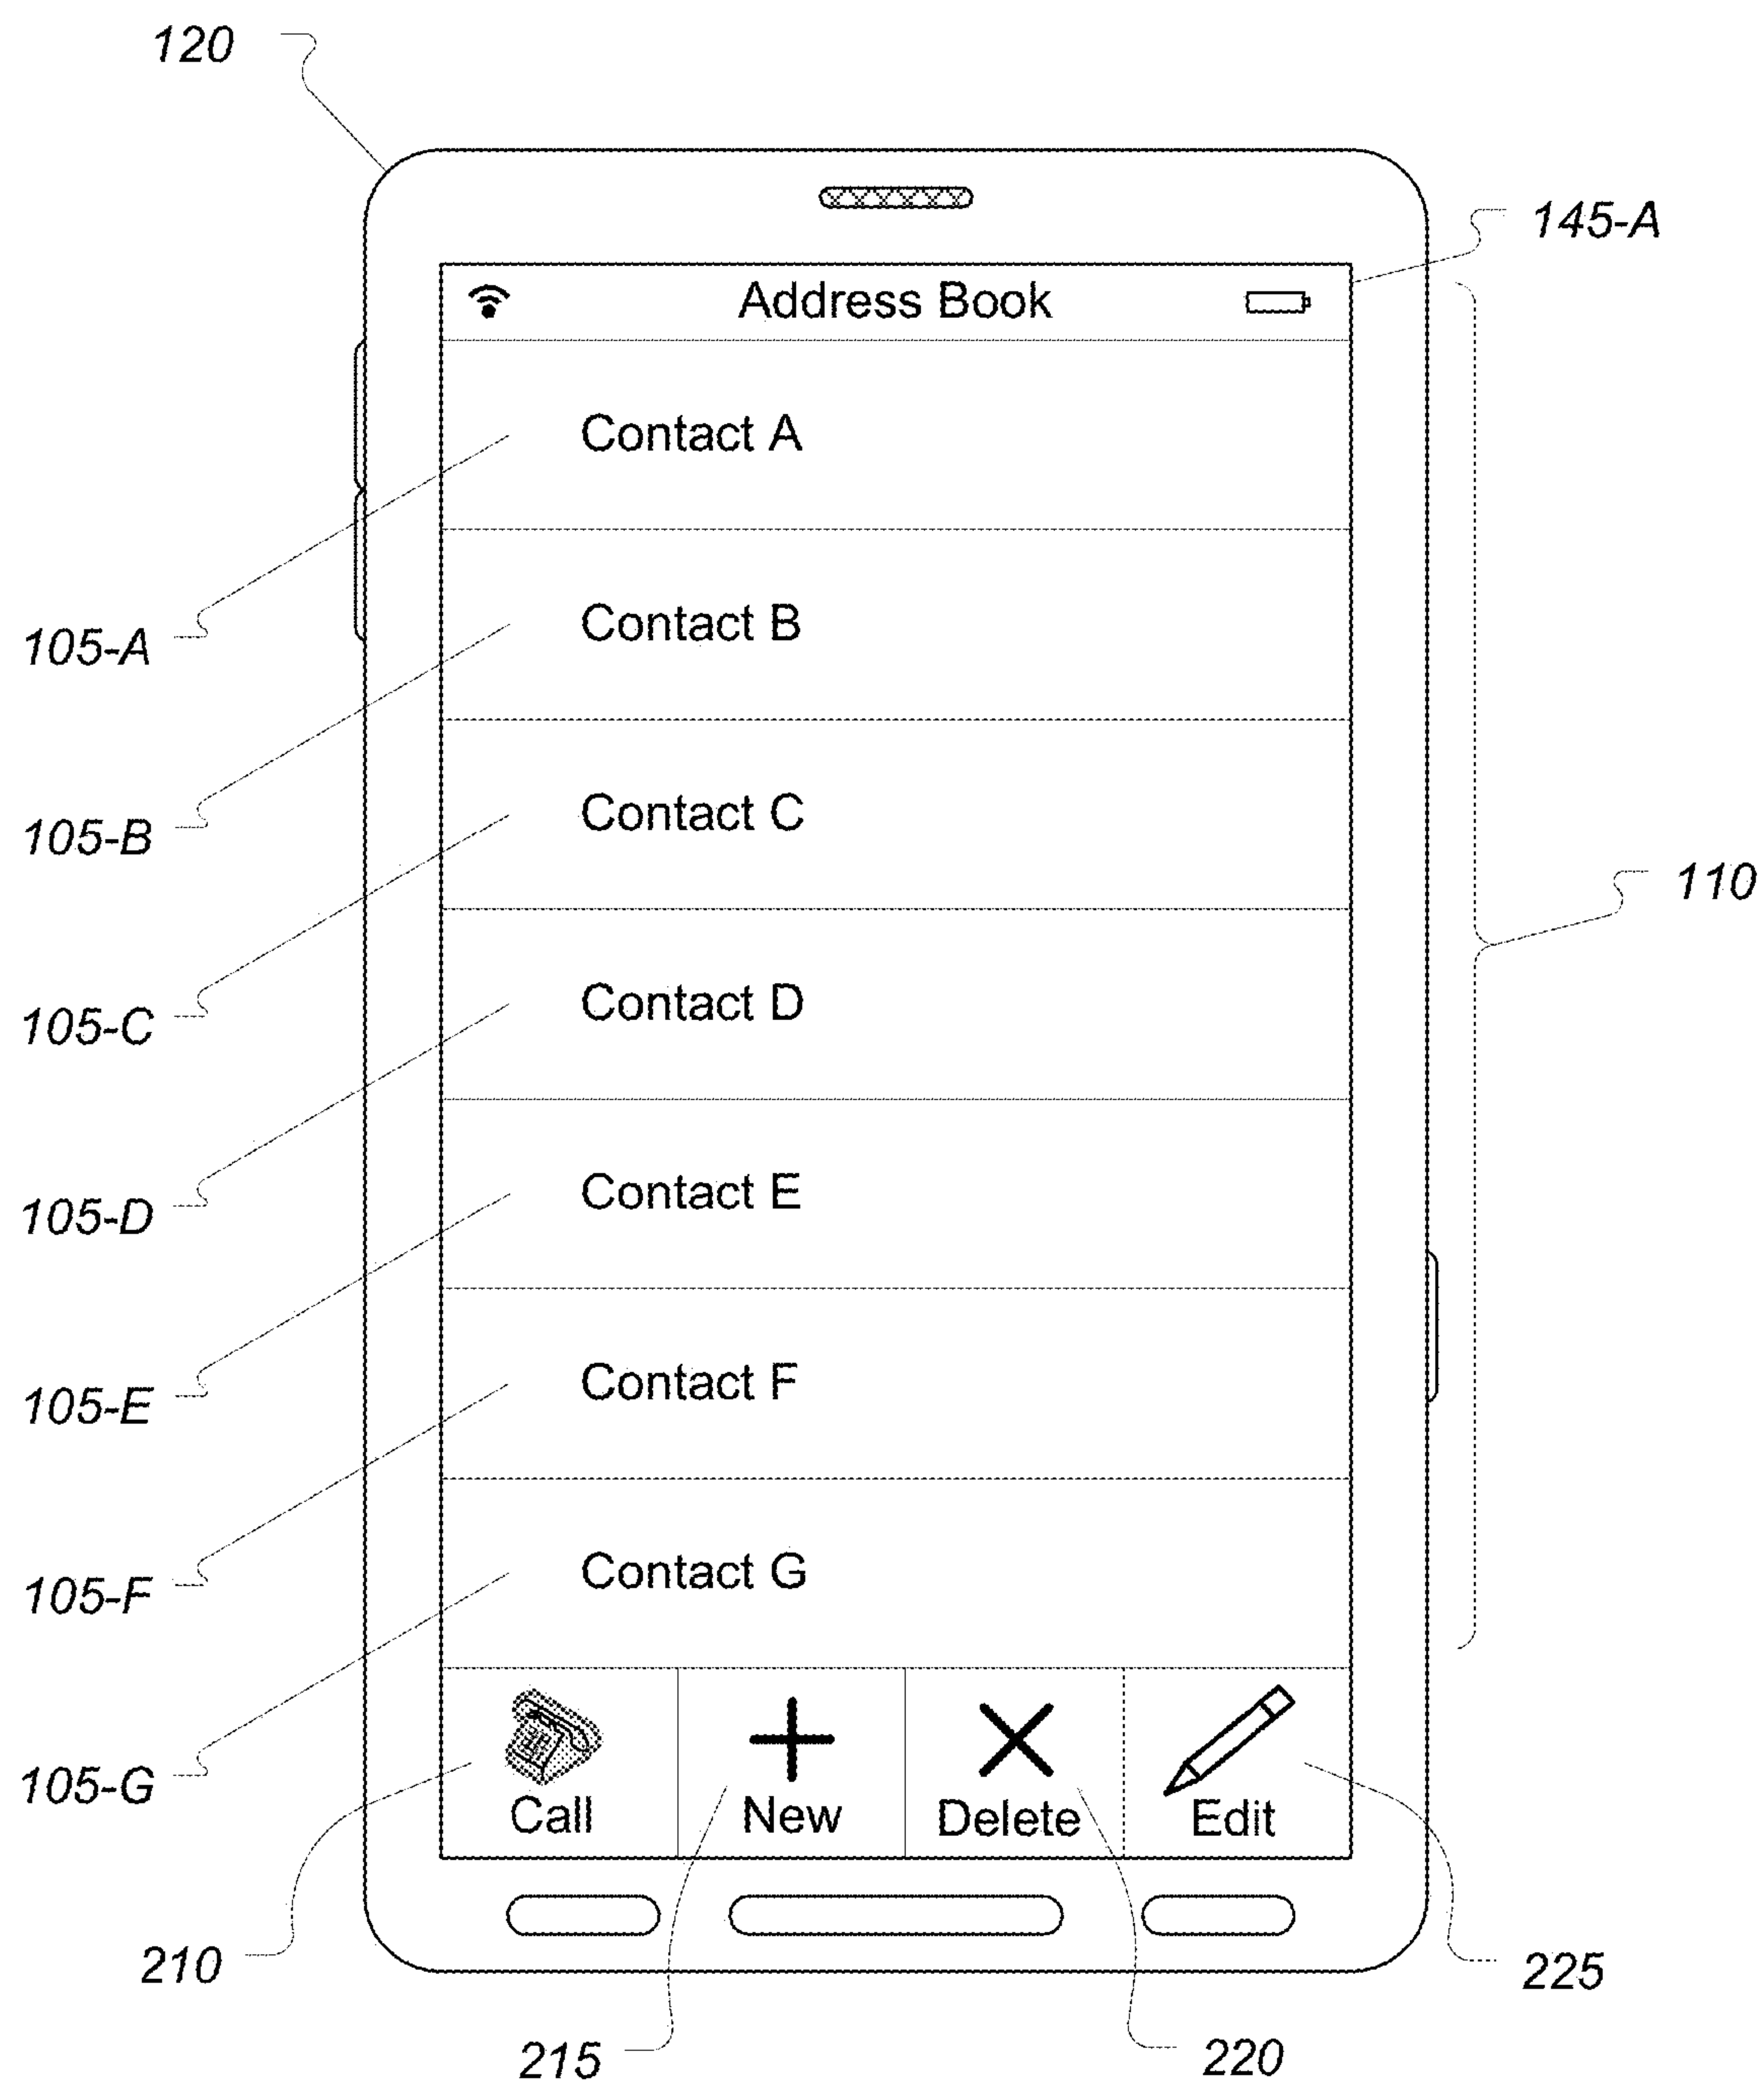 120
145-A
Address Book
Contact A
Contact B
105-A
Contact C
105-B
110
Contact D
105-C
Contact E
105-D
Contact F
105-E
Contact G
105-F
105-G
Call New Delete Edit
210
225
215
220